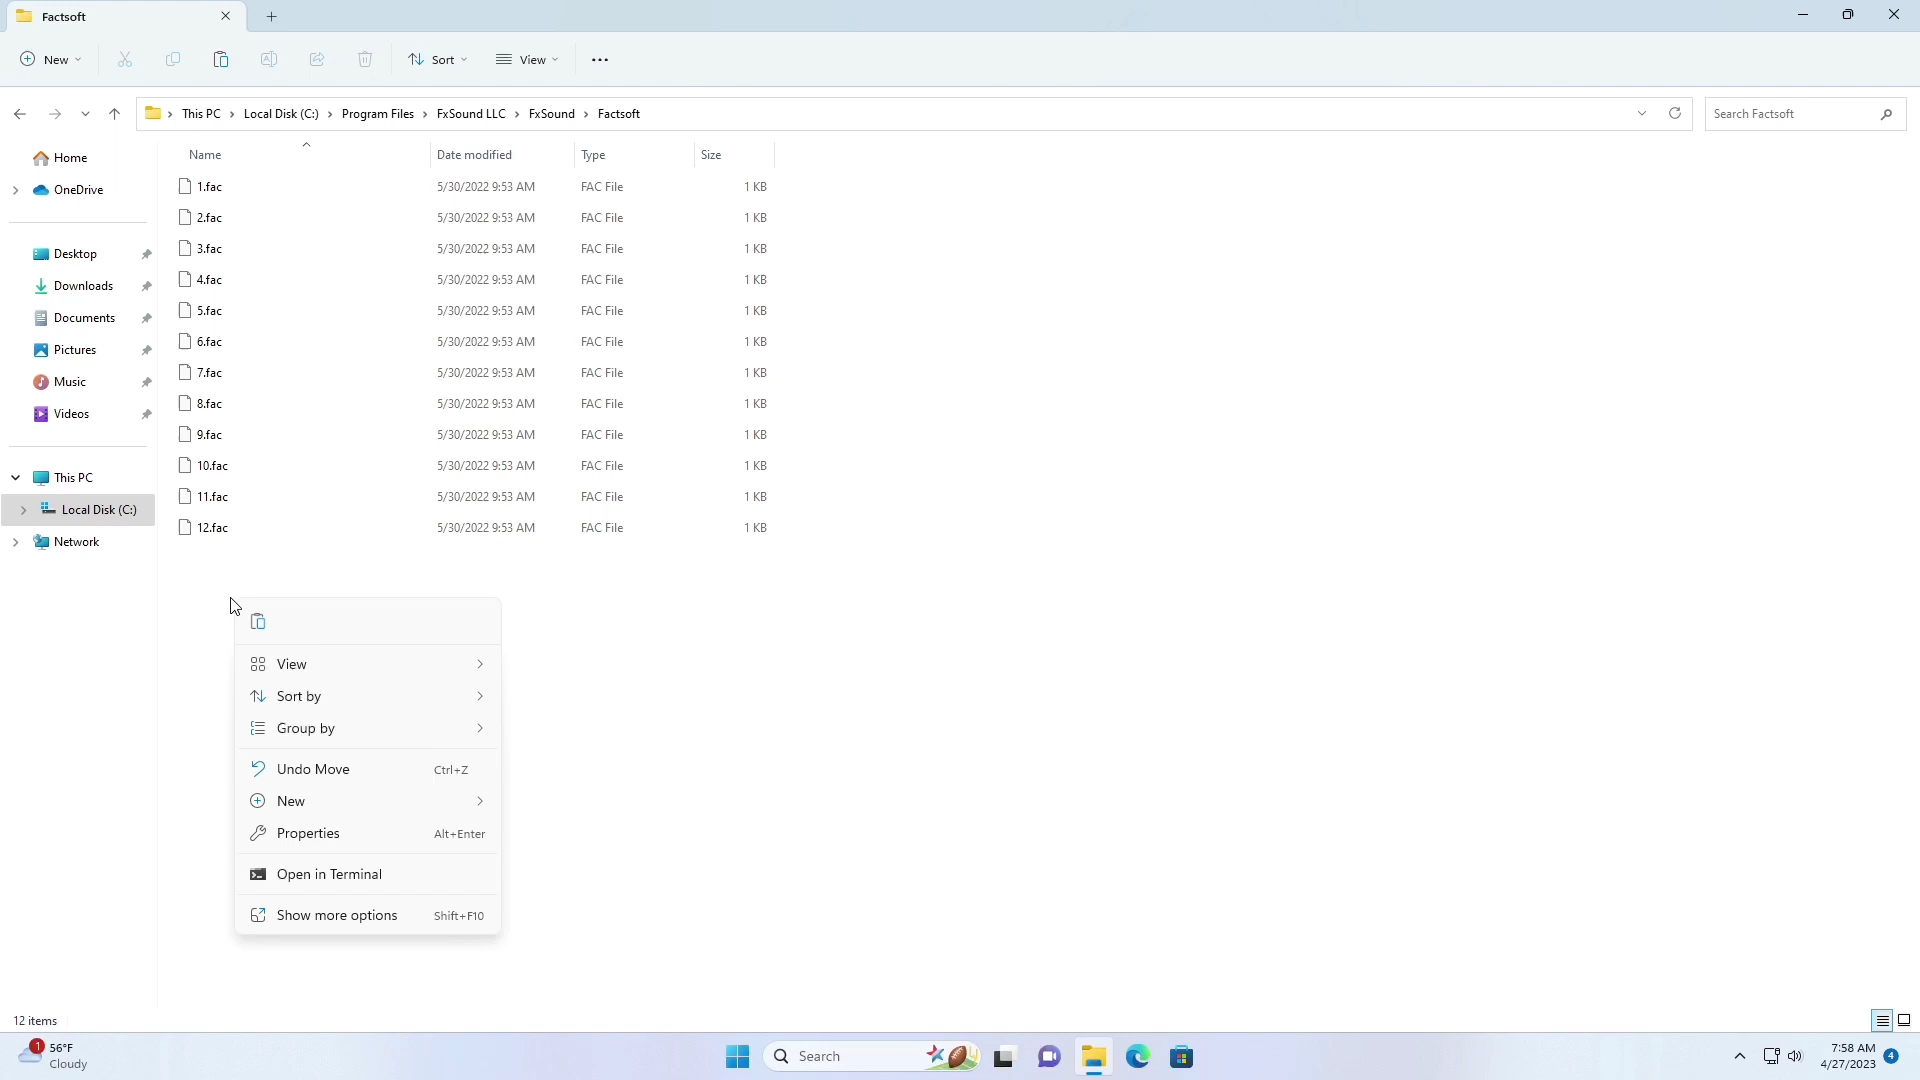 Factsoft
New
Sort
View
This PC
Local Disk (C:)
Program Files
FxSound LLC
FxSound
Factsoft
Search Factsoft
Home
OneDrive
Desktop
Downloads
Documents
Pictures
Music
Videos
This PC
Local Disk (C:)
Network
Name Date modified Type Size
1.fac 5/30/2022 9:53 AM FAC File 1 KB
2.fac 5/30/2022 9:53 AM FAC File 1 KB
3.fac 5/30/2022 9:53 AM FAC File 1 KB
4.fac 5/30/2022 9:53 AM FAC File 1 KB
5.fac 5/30/2022 9:53 AM FAC File 1 KB
6.fac 5/30/2022 9:53 AM FAC File 1 KB
7.fac 5/30/2022 9:53 AM FAC File 1 KB
8.fac 5/30/2022 9:53 AM FAC File 1 KB
9.fac 5/30/2022 9:53 AM FAC File 1 KB
10.fac 5/30/2022 9:53 AM FAC File 1 KB
11.fac 5/30/2022 9:53 AM FAC File 1 KB
12.fac 5/30/2022 9:53 AM FAC File 1 KB
View
Sort by
Group by
Undo Move Ctrl+Z
New
Properties Alt+Enter
Open in Terminal
Show more options Shift+F10
12 items
1
56°F
Cloudy
Search
7:58 AM
4/27/2023
4